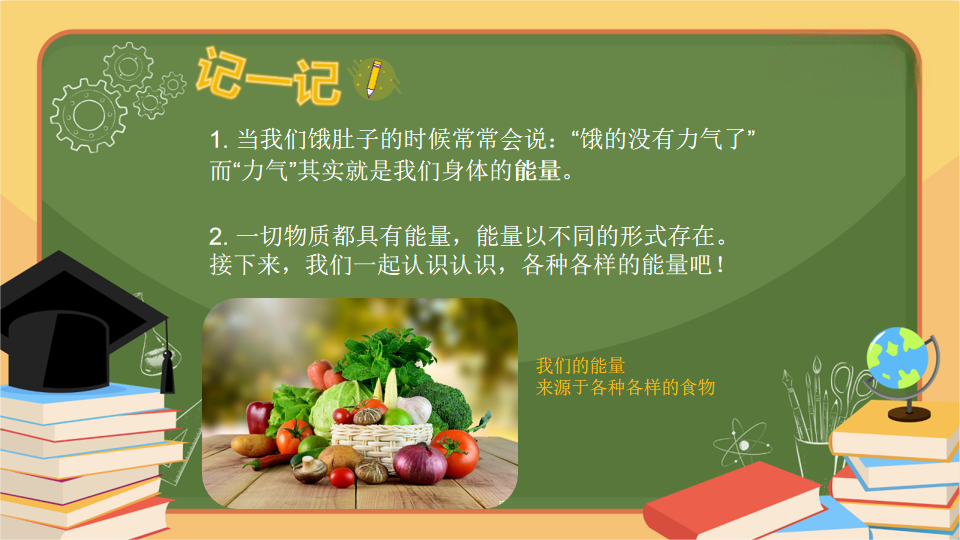 记一记
1. 当我们饿肚子的时候常常会说：“饿的没有力气了”
而“力气”其实就是我们身体的能量。
2. 一切物质都具有能量，能量以不同的形式存在。
接下来，我们一起认识认识，各种各样的能量吧！
我们的能量
来源于各种各样的食物